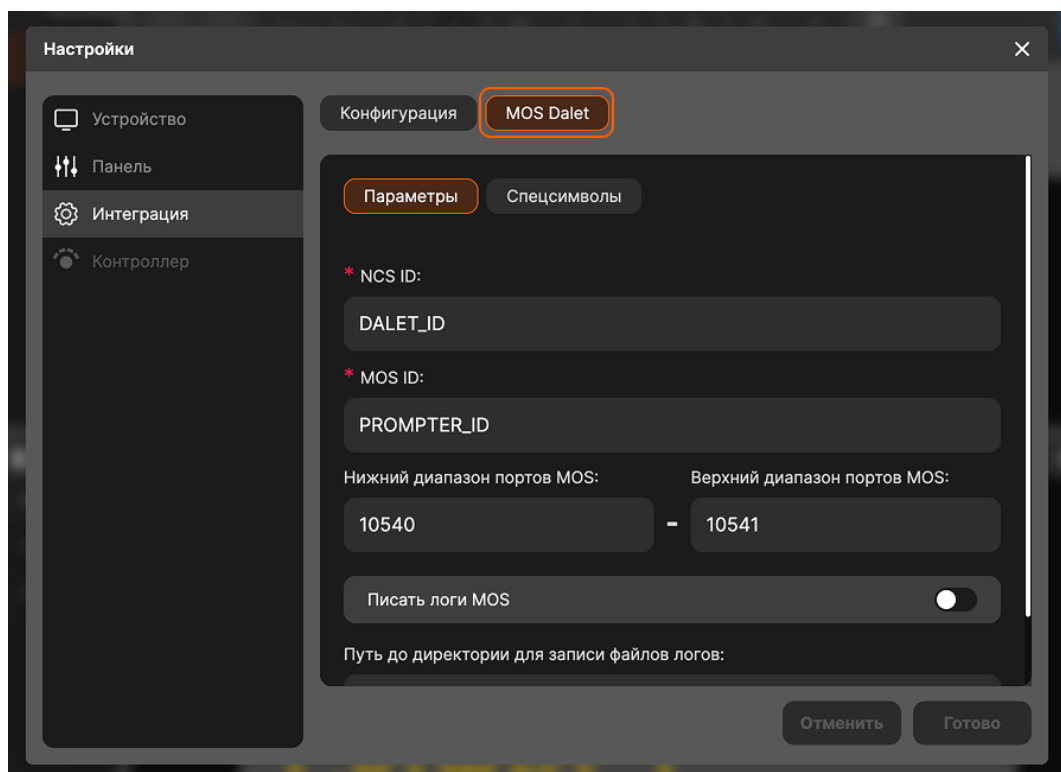 Настройки
Устройство
Панель
Интеграция
Контроллер
Конфигурация MOS Dalet
Параметры Спецсимволы
* NCS ID:
DALET_ID
* MOS ID:
PROMPTER_ID
Нижний диапазон портов MOS: Верхний диапазон портов MOS:
10540 - 10541
Писать логи MOS
Путь до директории для записи файлов логов:
Отменить Готово